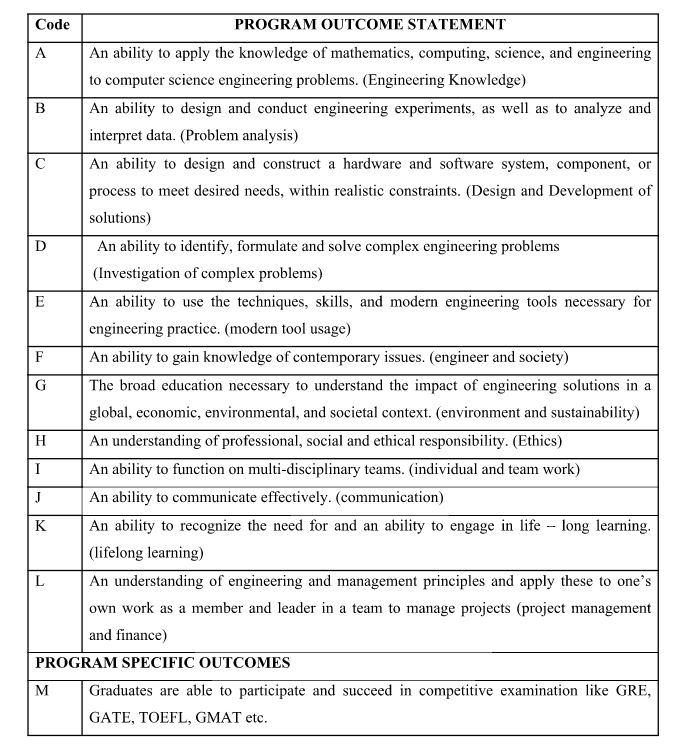 Code PROGRAM OUTCOME STATEMENT
A An ability to apply the knowledge of mathematics, computing, science, and engineering
to computer science engineering problems. (Engineering Knowledge)
B An ability to design and conduct engineering experiments, as well as to analyze and
interpret data. (Problem analysis)
C An ability to design and construct a hardware and software system, component, or
process to meet desired needs, within realistic constraints. (Design and Development of
solutions)
D An ability to identify, formulate and solve complex engineering problems
(Investigation of complex problems)
E An ability to use the techniques, skills, and modern engineering tools necessary for
engineering practice. (modern tool usage)
F An ability to gain knowledge of contemporary issues. (engineer and society)
G The broad education necessary to understand the impact of engineering solutions in a
global, economic, environmental, and societal context. (environment and sustainability)
H An understanding of professional, social and ethical responsibility. (Ethics)
I An ability to function on multi-disciplinary teams. (individual and team work)
J An ability to communicate effectively. (communication)
K An ability to recognize the need for and an ability to engage in life – long learning.
(lifelong learning)
L An understanding of engineering and management principles and apply these to one’s
own work as a member and leader in a team to manage projects (project management
and finance)
PROGRAM SPECIFIC OUTCOMES
M Graduates are able to participate and succeed in competitive examination like GRE,
GATE, TOEFL, GMAT etc.